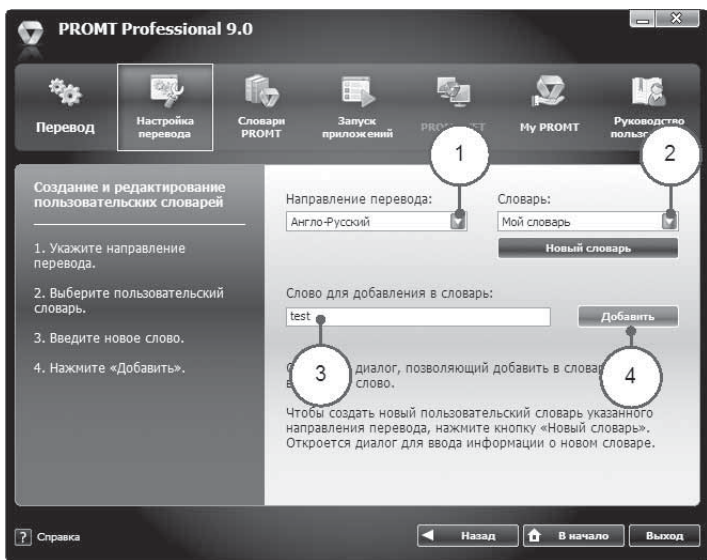 PROMT Professional 9.0
Перевод
Настройка
перевода
Словари
PROMT
Запуск
приложений
My PROMT
Руководство
1
2
Создание и редактирование
пользовательских словарей
1. Укажите направление
перевода.
2. Выберите пользовательский
словарь.
3. Введите новое слово.
4. Нажмите «Добавить».
Направление перевода:
Англо-Русский
Словарь:
Мой словарь
Новый словарь
Слово для добавления в словарь:
test
Добавить
3
4
диалог, позволяющий добавить в
слово.
Чтобы создать новый пользовательский словарь указанного
направления перевода, нажмите кнопку «Новый словарь».
Откроется диалог для ввода информации о новом словаре.
? Справка
Назад
В начало
Выход